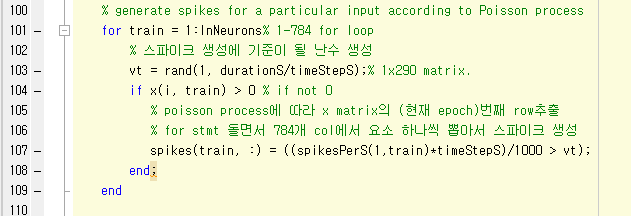 100 % generate spikes for a particular input according to Poisson process
101 – for train = 1:InNeurons% 1-784 for loop
102 % 스파이크 생성에 기준이 될 난수 생성
103 – vt = rand(1, durationS/timeStepS);% 1x290 matrix.
104 – if x(i, train) > 0 % if not 0
105 % poisson process에 따라 x matrix의 (현재 epoch)번째 row추출
106 % for stmt 돌면서 784개 col에서 요소 하나씩 뽑아서 스파이크 생성
107 – spikes(train, :) = ((spikesPerS(1,train)*timeStepS)/1000 > vt);
108 – end;
109 – end
110